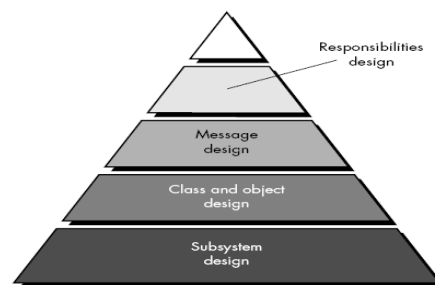 Responsibilities
design
Message
design
Class and object
design
Subsystem
design